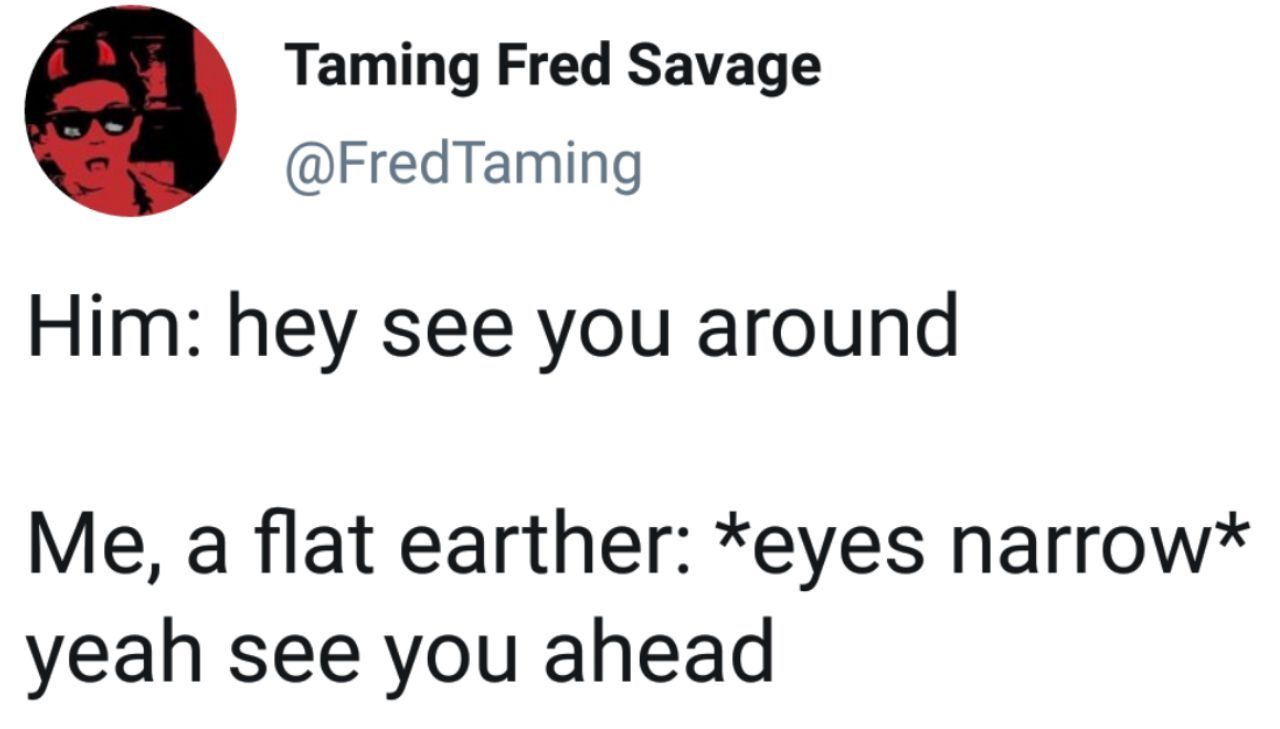 Taming Fred Savage
@FredTaming
Him: hey see you around
Me, a flat earther: *eyes narrow*
yeah see you ahead